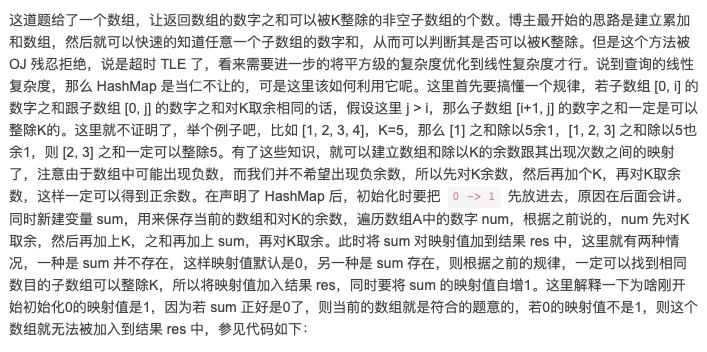 这道题给了一个数组，让返回数组的数字之和可以被K整除的非空子数组的个数。博主最开始的思路是建立累加
和数组，然后就可以快速的知道任意一个子数组的数字和，从而可以判断其是否可以被K整除。但是这个方法被
OJ 残忍拒绝，说是超时 TLE 了，看来需要进一步的将平方级的复杂度优化到线性复杂度才行。说到查询的线性
复杂度，那么 HashMap 是当仁不让的，可是这里该如何利用它呢。这里首先要搞懂一个规律，若子数组 [0, i] 的
数字之和跟子数组 [0, j] 的数字之和对K取余相同的话，假设这里 j > i，那么子数组 [i+1, j] 的数字之和一定是可以
整除K的。这里就不证明了，举个例子吧，比如 [1, 2, 3, 4]，K=5，那么 [1] 之和除以5余1，[1, 2, 3] 之和除以5也
余1，则 [2, 3] 之和一定可以整除5。有了这些知识，就可以建立数组和除以K的余数跟其出现次数之间的映射
了，注意由于数组中可能出现负数，而我们并不希望出现负余数，所以先对K余数，然后再加个K，再对K取余
数，这样一定可以得到正余数。在声明了 HashMap 后，初始化时要把 0 -> 1 先放进去，原因在后面会讲。
同时新建变量 sum，用来保存当前的数组和对K的余数，遍历数组A中的数字 num，根据之前说的，num 先对K
取余，然后再加上K，之和再加上 sum，再对K取余。此时将 sum 对映射值加到结果 res 中，这里就有两种情
况，一种是 sum 并不存在，这样映射值默认是0，另一种是 sum 存在，则根据之前的规律，一定可以找到相同
数目的子数组可以整除K，所以将映射值加入结果 res，同时要将 sum 的映射值自增1。这里解释一下为啥刚开
始初始化0的映射值是1，因为若 sum 正好是0了，则当前的数组就是符合的题意的，若0的映射值不是1，则这个
数组就无法被加入到结果 res 中，参见代码如下：